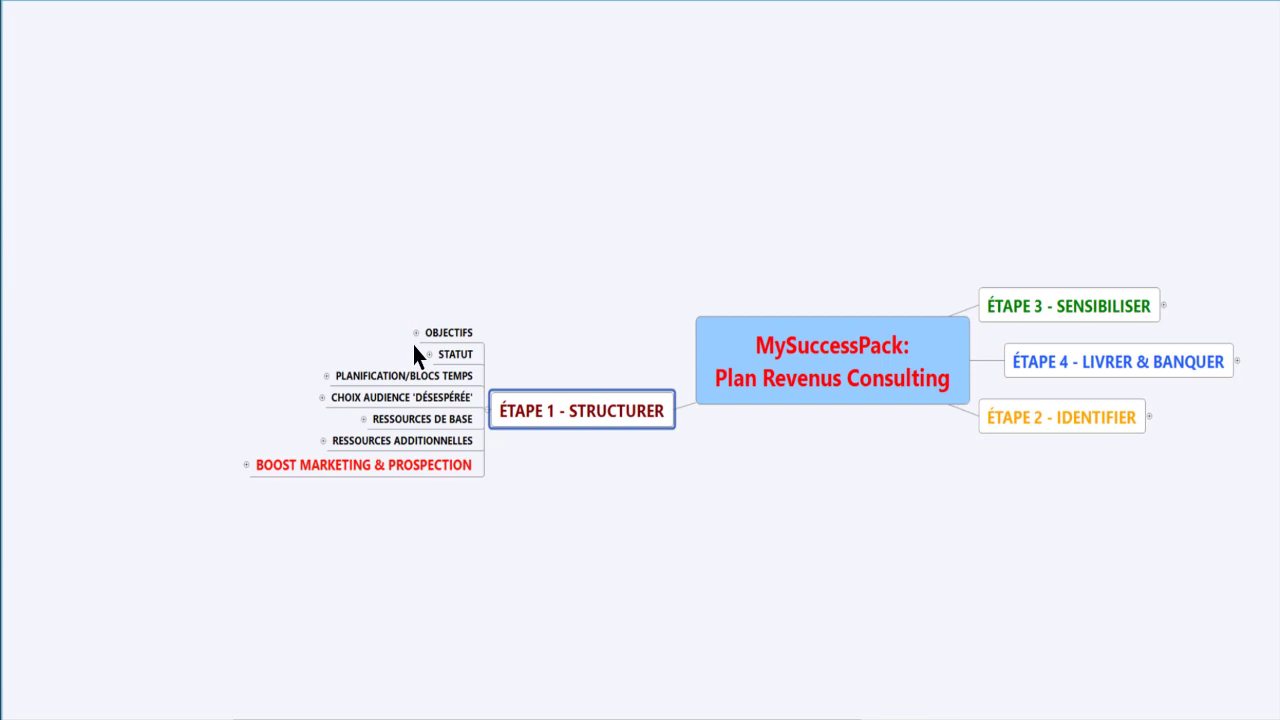 OBJECTIFS
STATUT
PLANIFICATION/BLOCS TEMPS
CHOIX AUDIENCE 'DÉSESPÉRÉE'
RESSOURCES DE BASE
RESSOURCES ADDITIONNELLES
BOOST MARKETING & PROSPECTION
ÉTAPE 1 - STRUCTURER
MySuccessPack:
Plan Revenus Consulting
ÉTAPE 3 - SENSIBILISER
ÉTAPE 4 - LIVRER & BANQUER
ÉTAPE 2 - IDENTIFIER